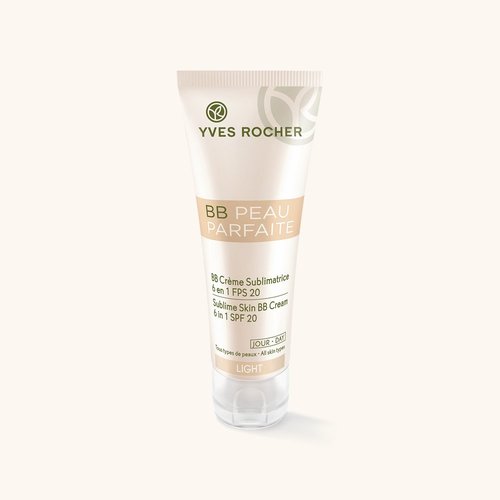 YVES ROCHER
BB PEAU
PARFAITE
BB Crème Sublimatrice
6 en 1 FPS 20
Sublime Skin BB Cream
6 in 1 SPF 20
JOUR • DAY
Tous types de peaux • All skin types
LIGHT